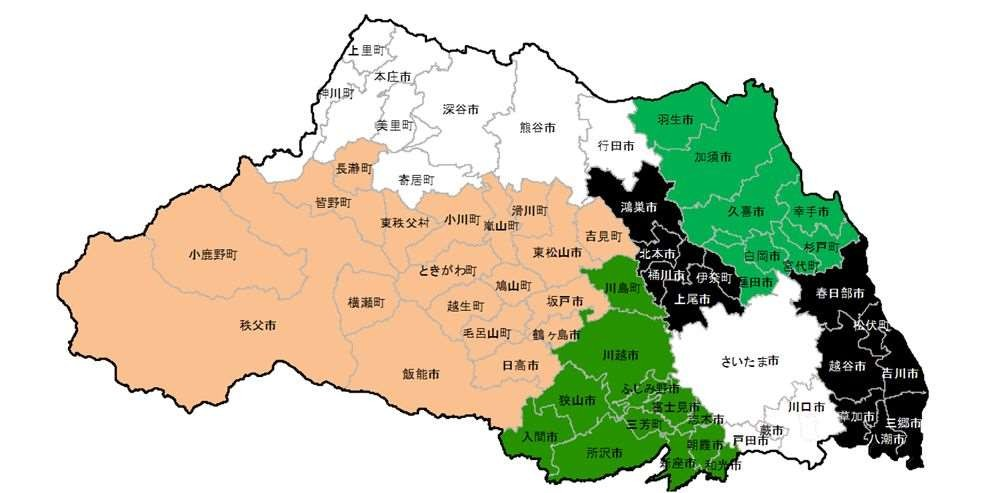 上里町
本庄市
神川町
美里町
深谷市
熊谷市
行田市
羽生市
加須市
長瀞町
寄居町
皆野町
東秩父村
小川町
嵐山町
滑川町
吉見町
鴻巣市
久喜市
幸手市
小鹿野町
東松山市
北本市
白岡市
杉戸町
宮代町
ときがわ町
鳩山町
川島町
桶川市
伊奈町
蓮田市
横瀬町
越生町
坂戸市
上尾市
春日部市
秩父市
毛呂山町
鶴ヶ島市
松伏町
飯能市
日高市
川越市
さいたま市
越谷市
吉川市
狭山市
ふじみ野市
富士見市
川口市
三芳町
志木市
草加市
三郷市
入間市
所沢市
朝霞市
戸田市
蕨市
八潮市
新座市
和光市